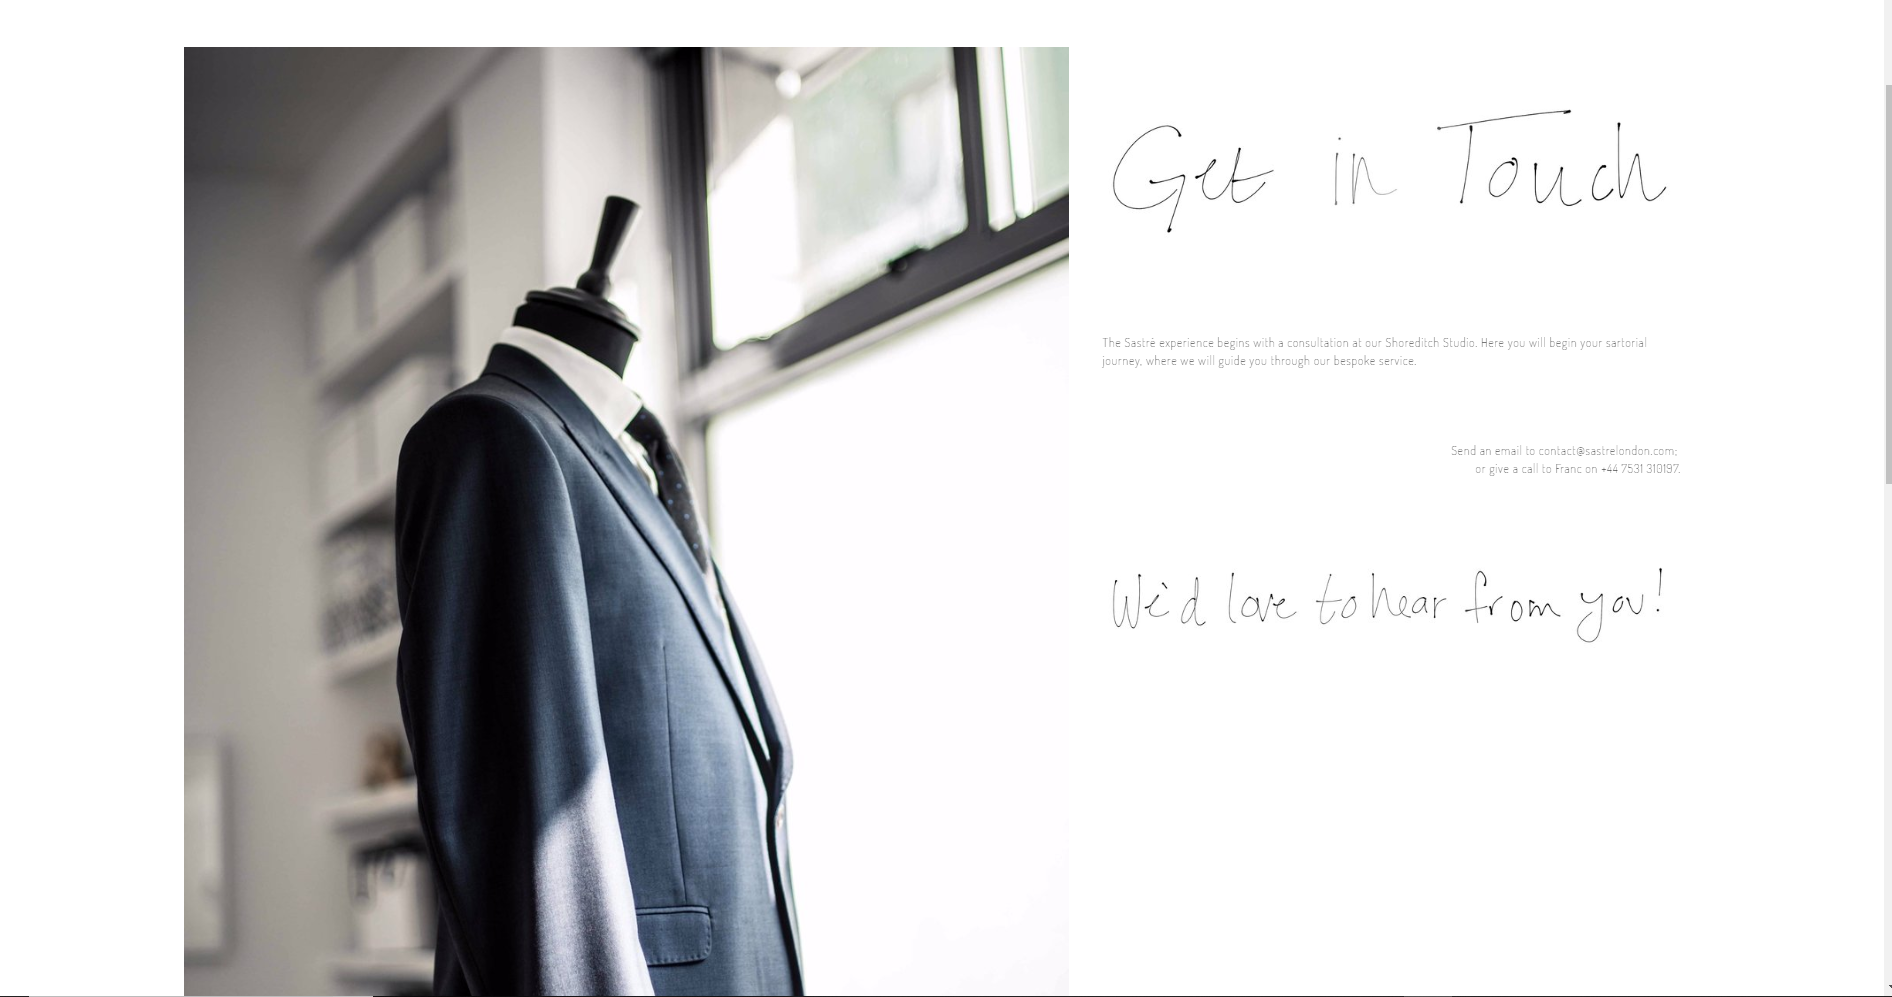 Get in Touch
The Sastrë experience begins with a consultation at our Shoreditch Studio. Here you will begin your sartorial
journey, where we will guide you through our bespoke service.
Send an email to contact@sastrelondon.com;
or give a call to Franc on +44 7531 310197.
We'd love to hear from you!